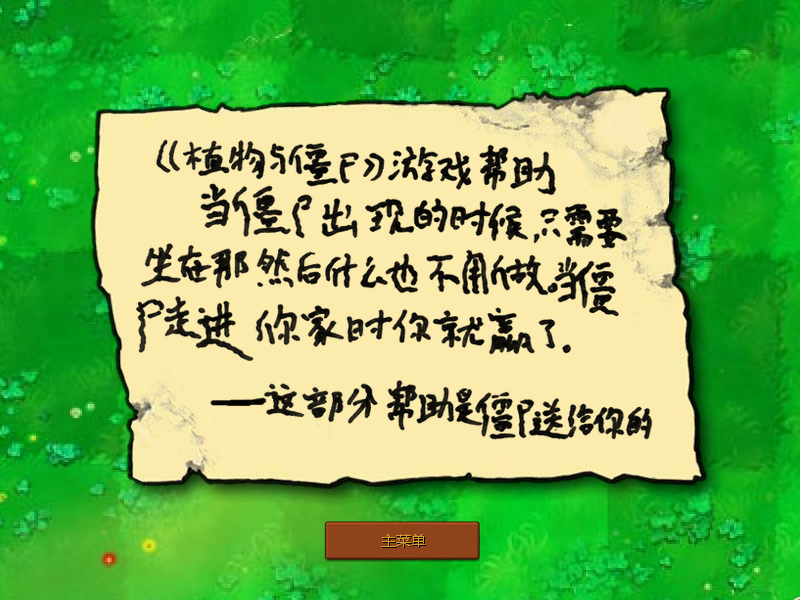 《植物与僵尸》游戏帮助
当僵尸出现的时候,只需要
坐在那然后什么也不用做。当僵
尸走进你家时你就赢了。
——这部分帮助是僵尸送给你的
主菜单